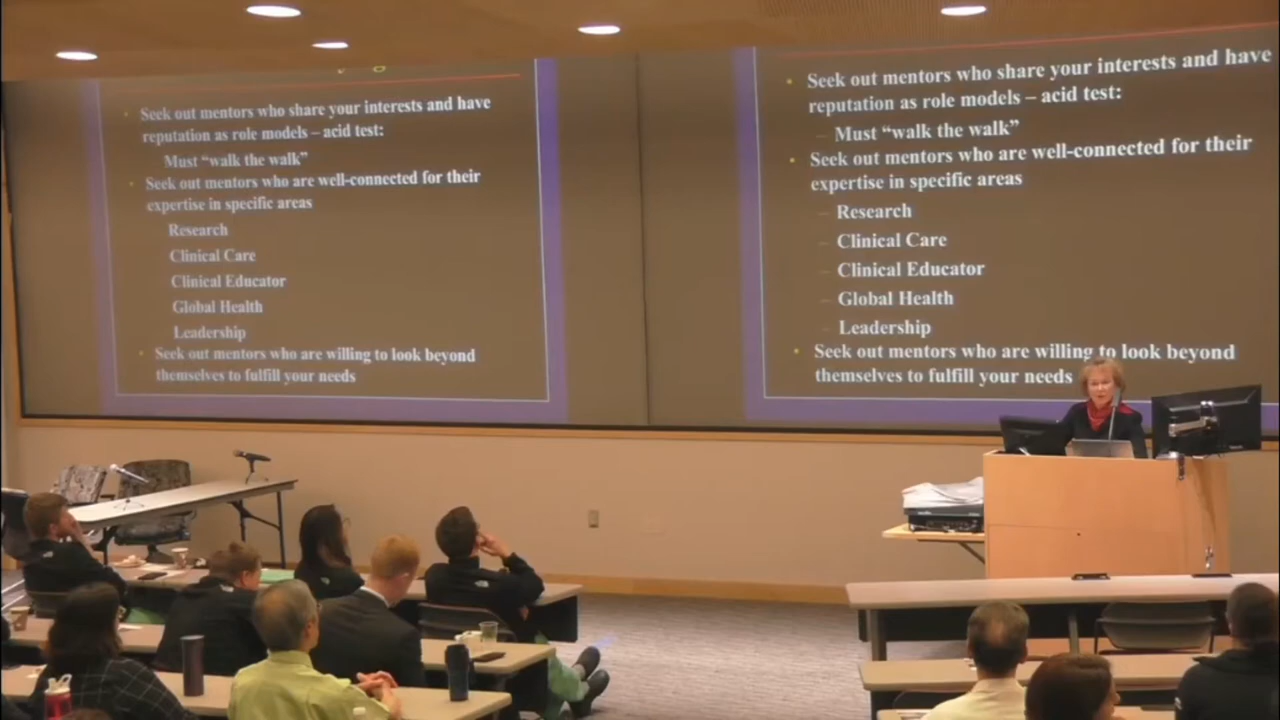 Seek out mentors who share your interests and have
reputation as role models – acid test:
Must “walk the walk”
Seek out mentors who are well-connected for their
expertise in specific areas
Research
Clinical Care
Clinical Educator
Global Health
Leadership
Seek out mentors who are willing to look beyond
themselves to fulfill your needs
Seek out mentors who share your interests and have
reputation as role models – acid test:
– Must “walk the walk”
Seek out mentors who are well-connected for their
expertise in specific areas
– Research
– Clinical Care
– Clinical Educator
– Global Health
– Leadership
Seek out mentors who are willing to look beyond
themselves to fulfill your needs